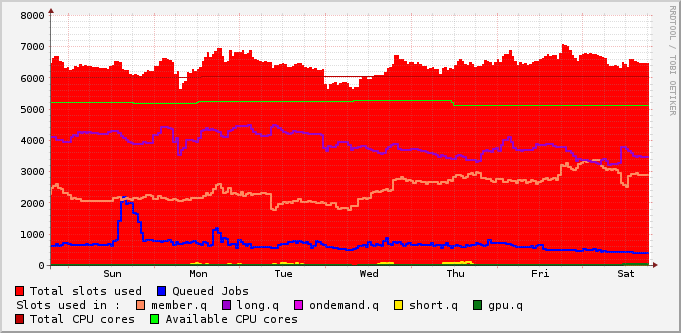 8000
7000
6000
5000
4000
3000
2000
1000
0
Sun Mon Tue Wed Thu Fri Sat
RRDTOOL / TOBI OETIKER
Total slots used Queued Jobs
Slots used in : member.q long.q ondemand.q short.q gpu.q
Total CPU cores Available CPU cores